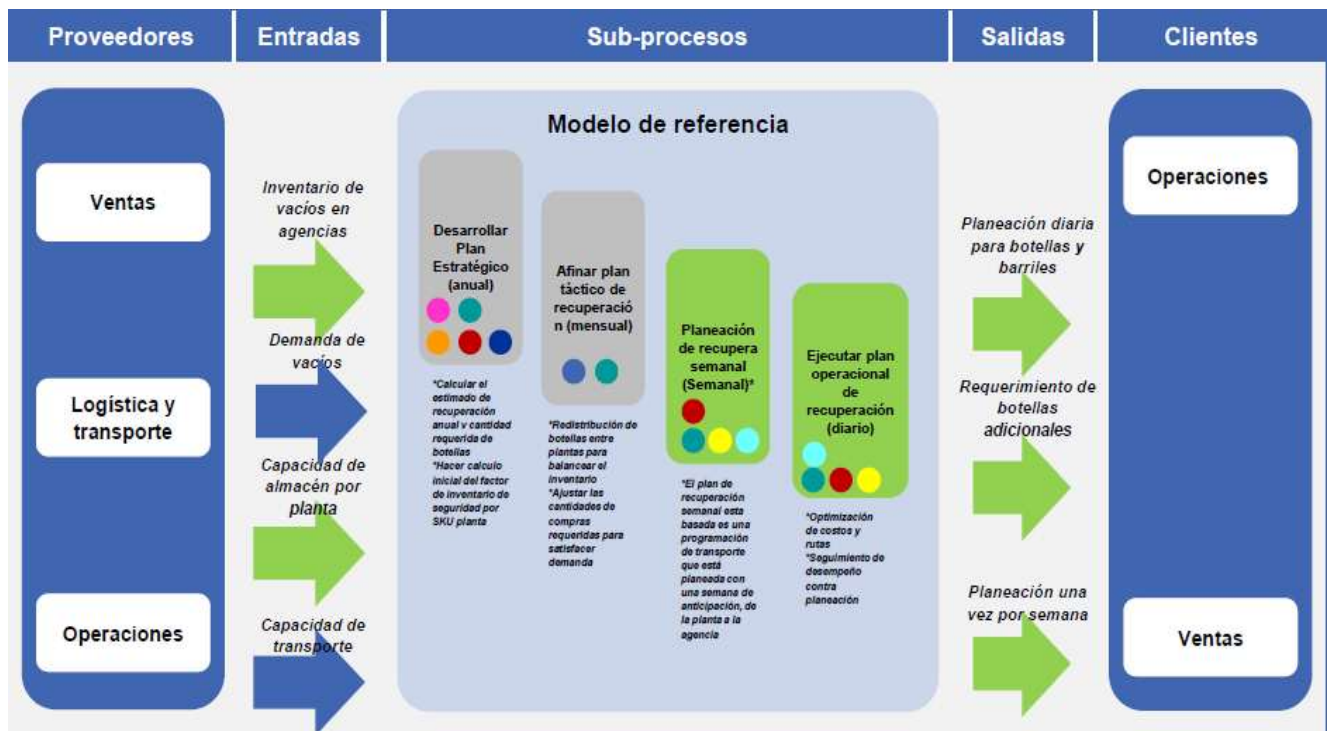 Proveedores
Entradas
Sub-procesos
Salidas
Clientes
Ventas
Logística y
transporte
Operaciones
Inventario de
vacíos en
agencias
Demanda de
vacíos
Capacidad de
almacén por
planta
Capacidad de
transporte
Modelo de referencia
Desarrollar
Plan
Estratégico
(anual)
*Calcular el
estimado de
recuperación
anual y cantidad
requerida de
botellas
*Hacer calculo
inicial del factor
de inventario de
seguridad por
SKU planta
Afinar plan
táctico de
recuperació
n (mensual)
*Redistribución de
botellas entre
plantas para
balancear el
inventario
*Ajustar las
cantidades de
compras
requeridas para
satisfacer
demanda
Planeación
de recupera
semanal
(Semanal)*
*El plan de
recuperación
semanal esta
basada es una
programación de
transporte que está
planeada con
una semana de
anticipación, de
la planta a la
agencia
Ejecutar plan
operacional
de
recuperación
(diario)
*Optimización
de costos y
rutas
*Seguimiento de
desempeño
contra
planeación
Planeación diaria
para botellas y
barriles
Requerimiento de
botellas
adicionales
Planeación una
vez por semana
Operaciones
Ventas